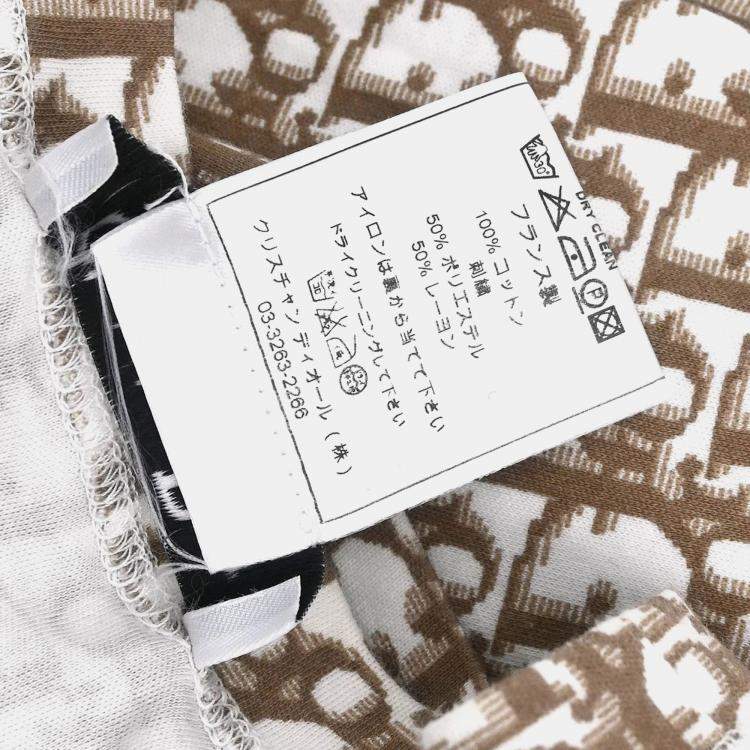 DRY CLEAN
フランス製
100% コットン
刺繍
50% ポリエステル
50% レーヨン
アイロンは裏から当てて下さい
ドライクリーニングして下さい
クリスチャン ディオール (株)
03-3263-2266